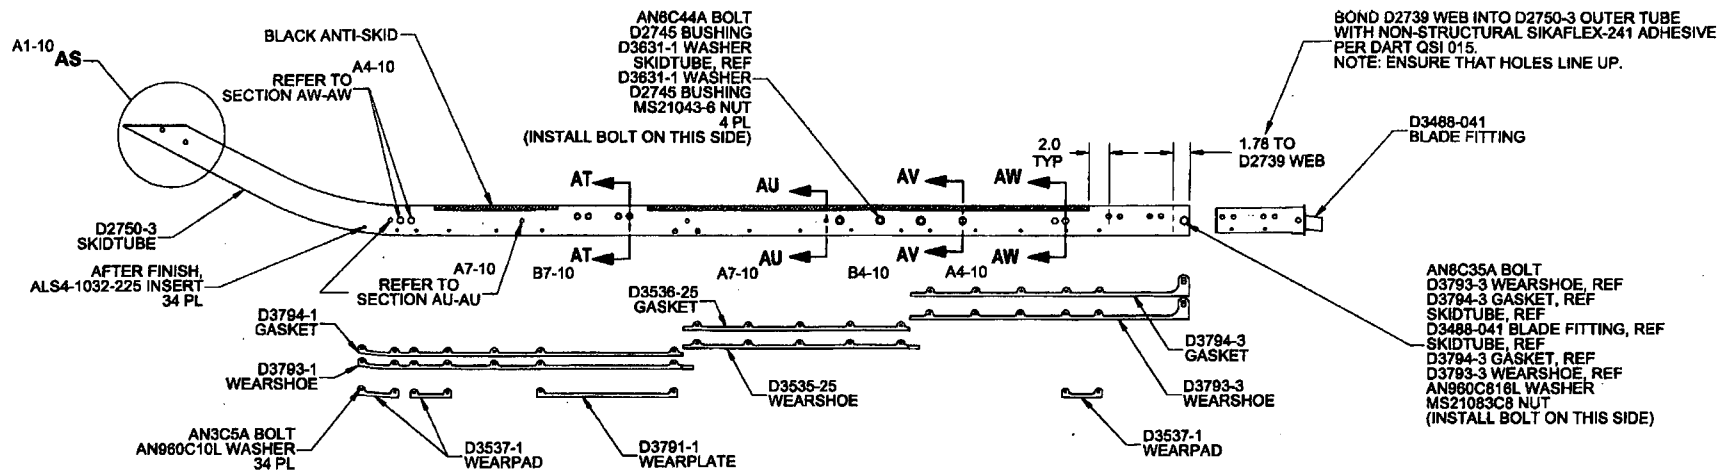 A1-10
AS
BLACK ANTI-SKID
A4-10
REFER TO
SECTION AW-AW
AN6C44A BOLT
D2745 BUSHING
D3631-1 WASHER
SKIDTUBE, REF
D3631-1 WASHER
D2745 BUSHING
MS21043-6 NUT
4 PL
(INSTALL BOLT ON THIS SIDE)
BOND D2739 WEB INTO D2750-3 OUTER TUBE
WITH NON-STRUCTURAL SIKAFLEX-241 ADHESIVE
PER DART QSI 015.
NOTE: ENSURE THAT HOLES LINE UP.
2.0
TYP
1.78 TO
D2739 WEB
D3488-041
BLADE FITTING
AT
AU
AV
AW
D2750-3
SKIDTUBE
AFTER FINISH,
ALS4-1032-225 INSERT
34 PL
REFER TO
SECTION AU-AU
A7-10
B7-10
AT
A7-10
AU
B4-10
AV
A4-10
AW
D3794-1
GASKET
D3793-1
WEARSHOE
AN3C5A BOLT
AN960C10L WASHER
34 PL
D3537-1
WEARPAD
D3791-1
WEARPLATE
D3536-25
GASKET
D3535-25
WEARSHOE
D3794-3
GASKET
D3793-3
WEARSHOE
D3537-1
WEARPAD
AN8C35A BOLT
D3793-3 WEARSHOE, REF
D3794-3 GASKET, REF
SKIDTUBE, REF
D3488-041 BLADE FITTING, REF
SKIDTUBE, REF
D3794-3 GASKET, REF
D3793-3 WEARSHOE, REF
AN960C816L WASHER
MS21083C8 NUT
(INSTALL BOLT ON THIS SIDE)